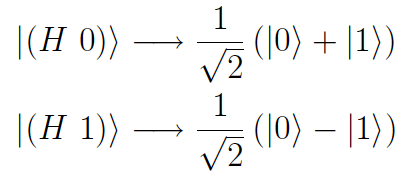 |(H 0)⟩ ⟶ 1/√2 (|0⟩ + |1⟩)
|(H 1)⟩ ⟶ 1/√2 (|0⟩ − |1⟩)